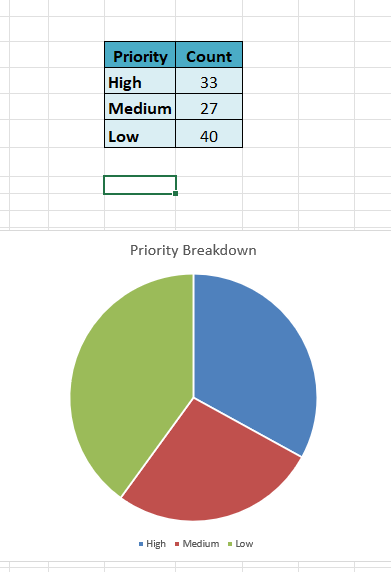 Priority Count
High 33
Medium 27
Low 40
Priority Breakdown
High Medium Low